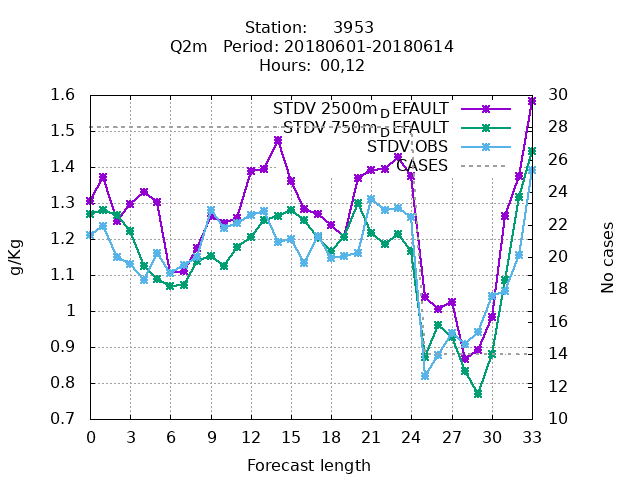 Station: 3953
Q2m Period: 20180601-20180614
Hours: 00,12
STDV 2500m_DEFAULT
STDV 750m_DEFAULT
STDV OBS
CASES
1.6
1.5
1.4
1.3
1.2
1.1
1
0.9
0.8
0.7
g/Kg
30
28
26
24
22
20
18
16
14
12
10
No cases
0 3 6 9 12 15 18 21 24 27 30 33
Forecast length